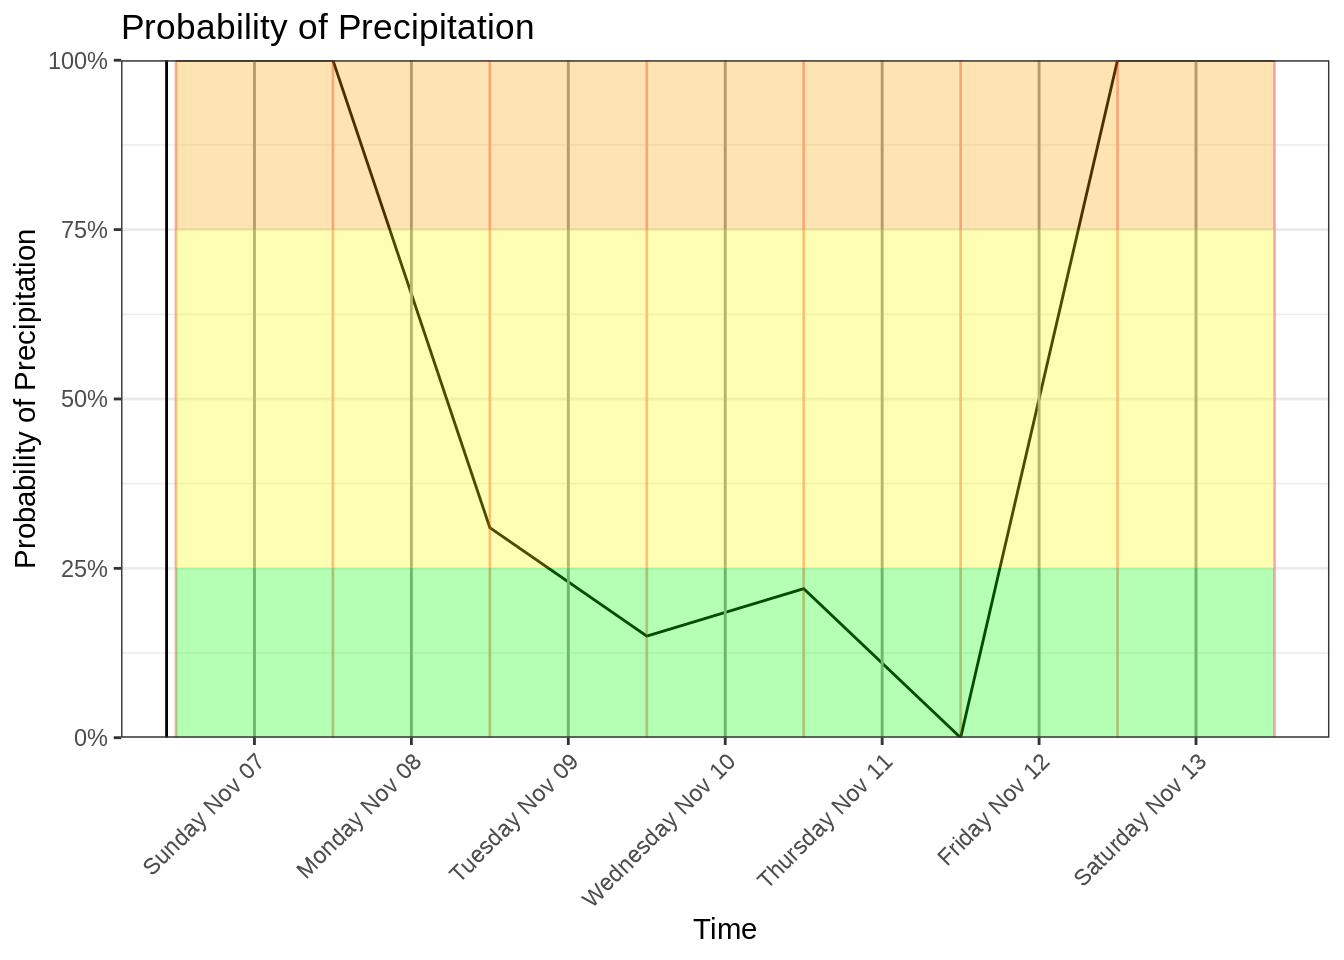 Probability of Precipitation
Probability of Precipitation
100%
75%
50%
25%
0%
Sunday Nov 07
Monday Nov 08
Tuesday Nov 09
Wednesday Nov 10
Thursday Nov 11
Friday Nov 12
Saturday Nov 13
Time